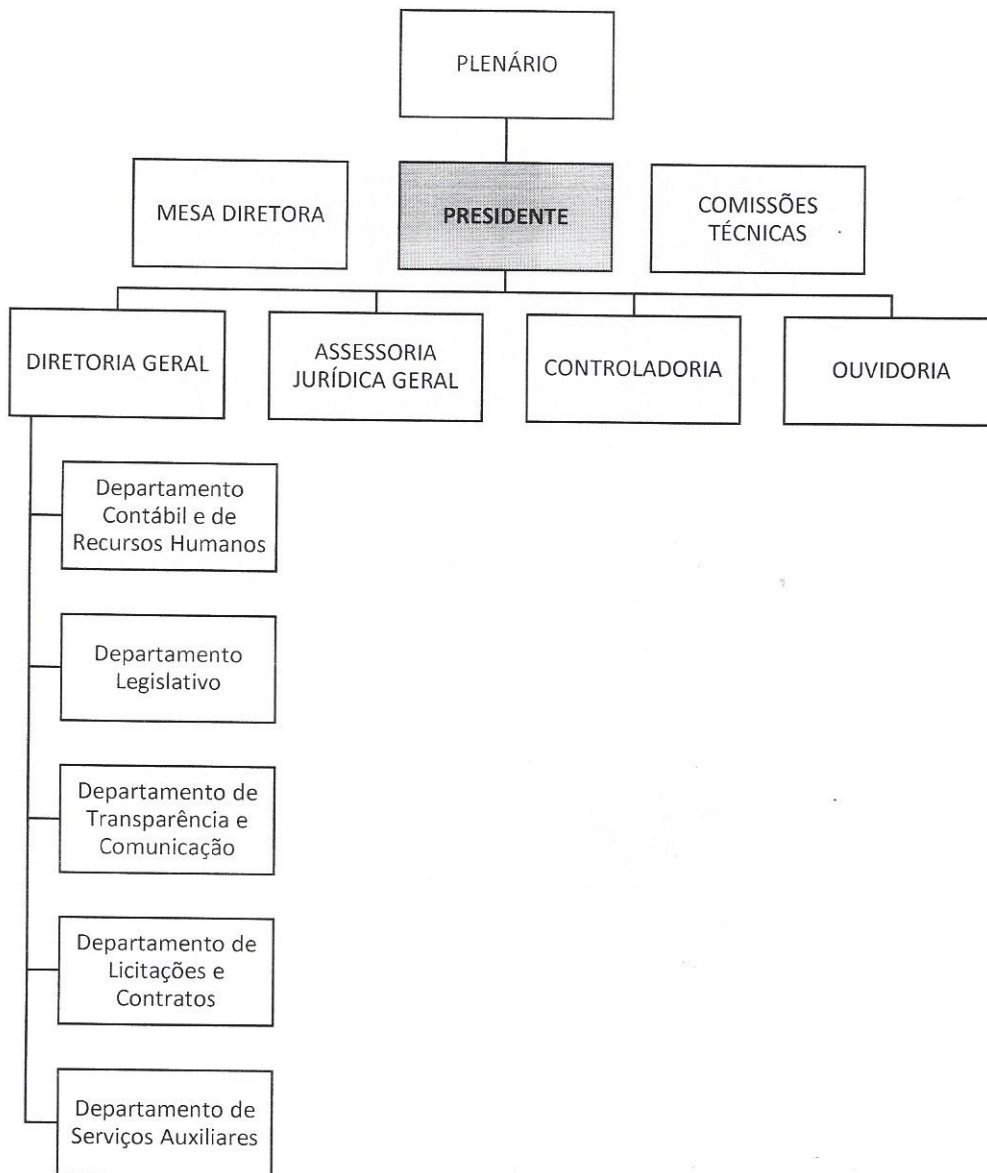 PLENÁRIO
MESA DIRETORA
PRESIDENTE
COMISSÕES
TÉCNICAS
DIRETORIA GERAL
ASSESSORIA
JURÍDICA GERAL
CONTROLADORIA
OUVIDORIA
Departamento
Contábil e de
Recursos Humanos
Departamento
Legislativo
Departamento de
Transparência e
Comunicação
Departamento de
Licitações e
Contratos
Departamento de
Serviços Auxiliares